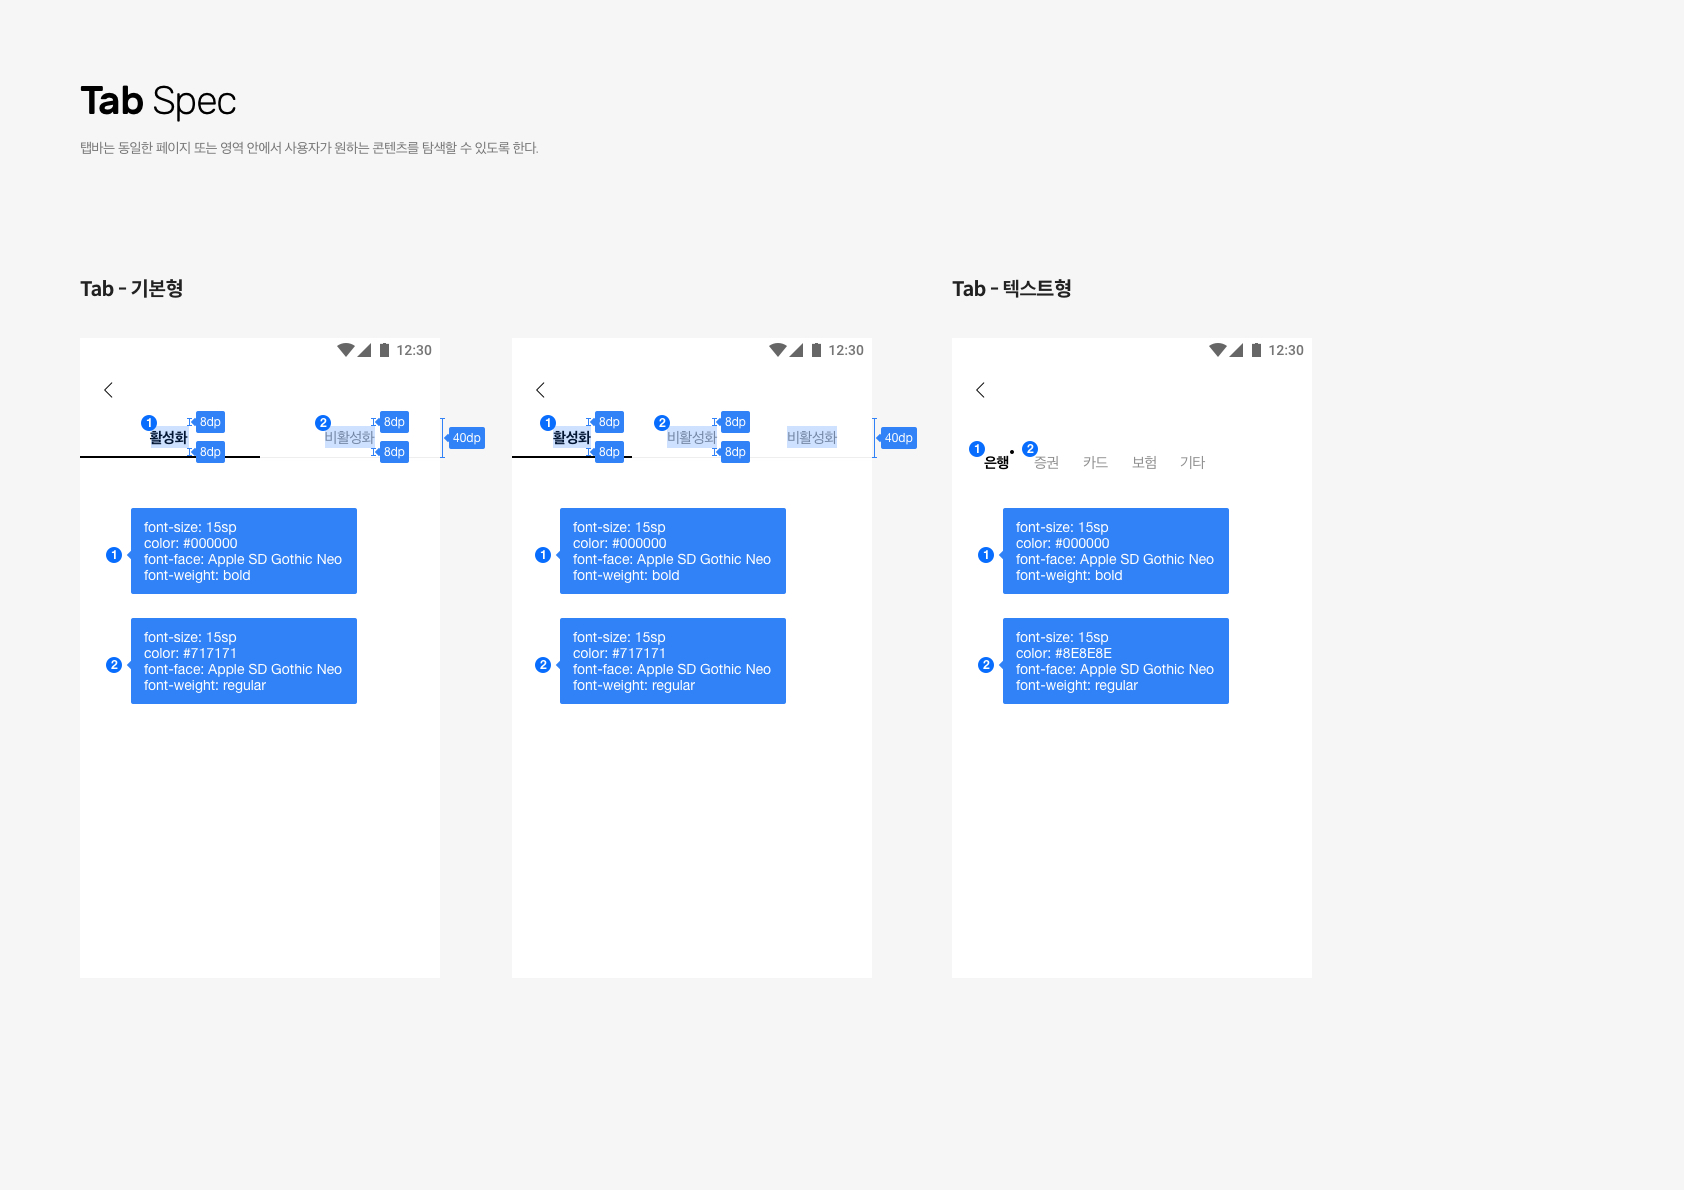 Tab Spec
탭바는 동일한 페이지 또는 영역 안에서 사용자가 원하는 콘텐츠를 탐색할 수 있도록 한다.
Tab - 기본형
12:30
1 8dp 2 8dp
활성화 비활성화 40dp
8dp 8dp
1
font-size: 15sp
color: #000000
font-face: Apple SD Gothic Neo
font-weight: bold
2
font-size: 15sp
color: #717171
font-face: Apple SD Gothic Neo
font-weight: regular
12:30
1 8dp 2 8dp
활성화 비활성화 비활성화 40dp
8dp 8dp
1
font-size: 15sp
color: #000000
font-face: Apple SD Gothic Neo
font-weight: bold
2
font-size: 15sp
color: #717171
font-face: Apple SD Gothic Neo
font-weight: regular
Tab - 텍스트형
12:30
1 2
은행 증권 카드 보험 기타
1
font-size: 15sp
color: #000000
font-face: Apple SD Gothic Neo
font-weight: bold
2
font-size: 15sp
color: #8E8E8E
font-face: Apple SD Gothic Neo
font-weight: regular